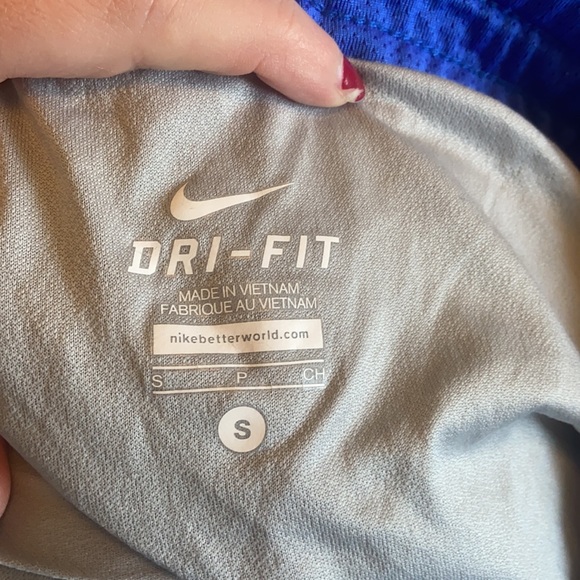 DRI-FIT
MADE IN VIETNAM
FABRIQUE AU VIETNAM
nikebetterworld.com
S P CH
S